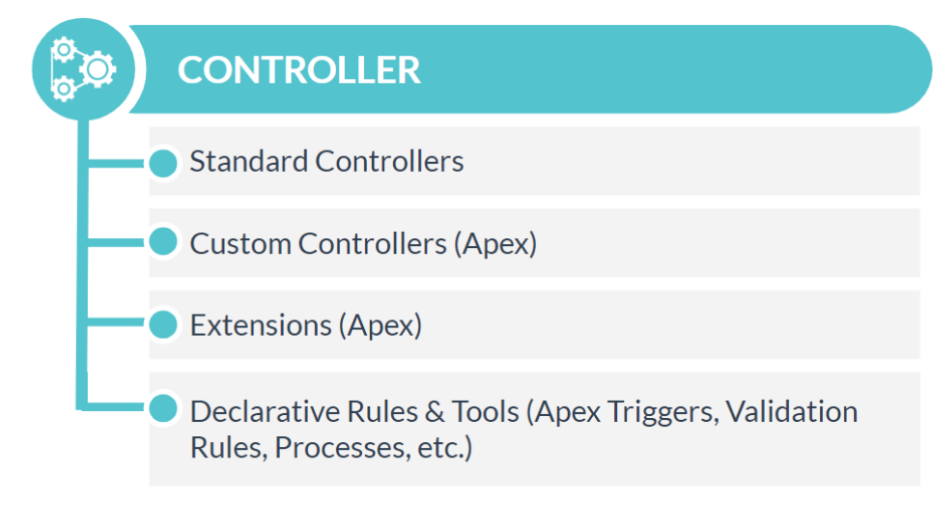 CONTROLLER
Standard Controllers
Custom Controllers (Apex)
Extensions (Apex)
Declarative Rules & Tools (Apex Triggers, Validation
Rules, Processes, etc.)